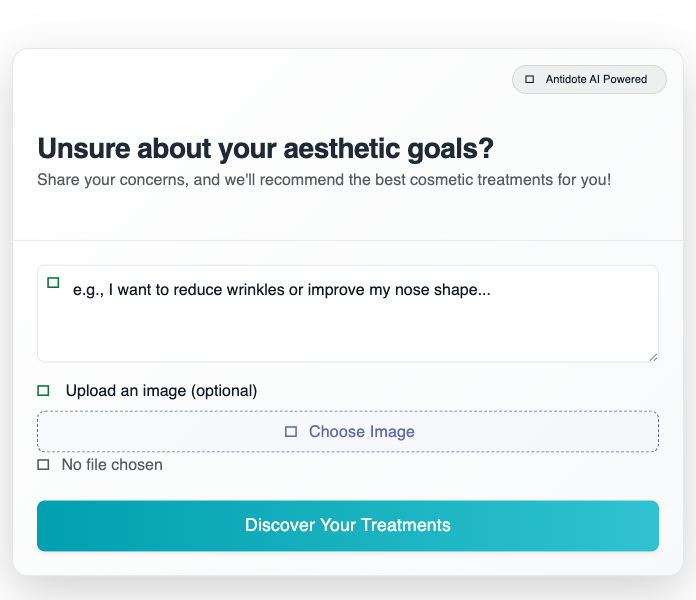 Antidote AI Powered
Unsure about your aesthetic goals?
Share your concerns, and we'll recommend the best cosmetic treatments for you!
e.g., I want to reduce wrinkles or improve my nose shape...
Upload an image (optional)
Choose Image
No file chosen
Discover Your Treatments